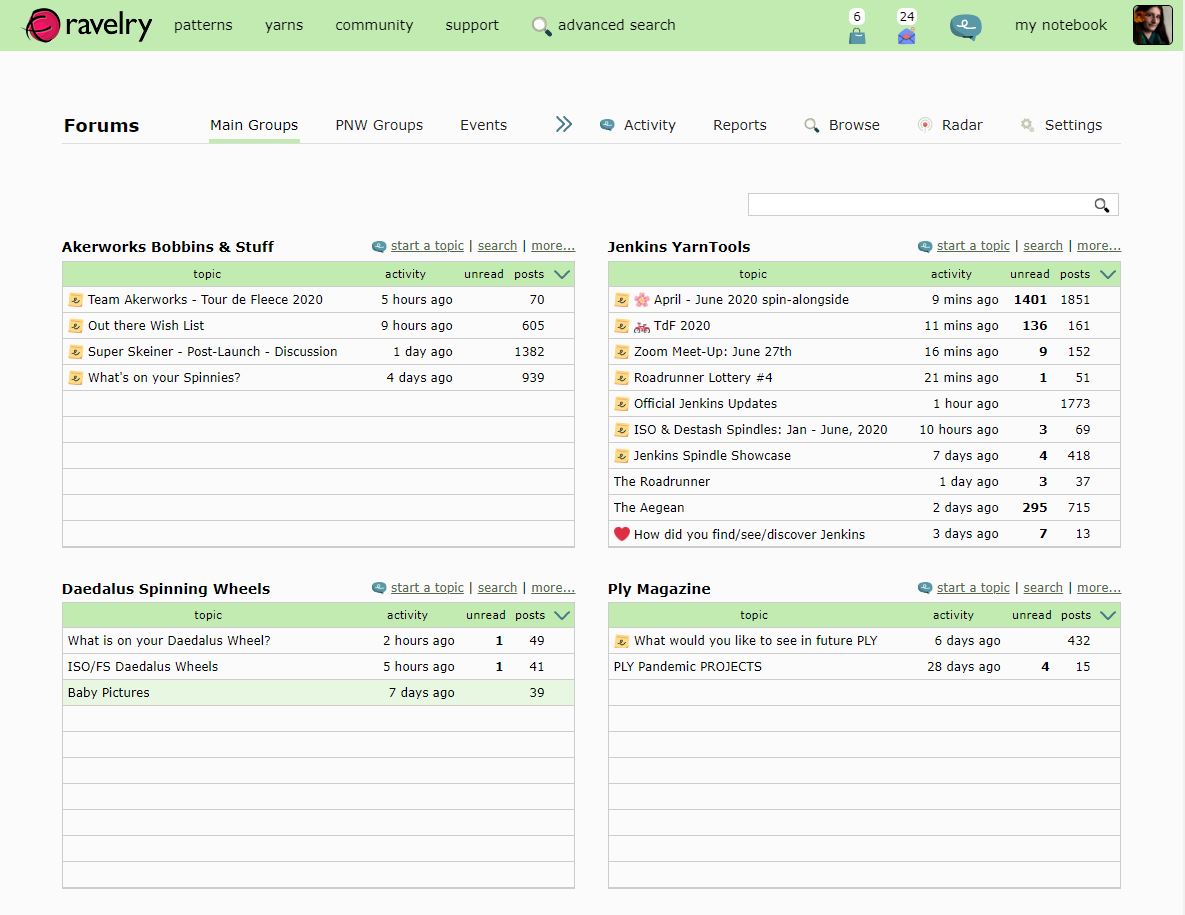 ravelry patterns yarns community support advanced search 6 24 my notebook
Forums Main Groups PNW Groups Events Activity Reports Browse Radar Settings
Akerworks Bobbins & Stuff start a topic | search | more...
topic activity unread posts
Team Akerworks - Tour de Fleece 2020 5 hours ago 70
Out there Wish List 9 hours ago 605
Super Skeiner - Post-Launch - Discussion 1 day ago 1382
What's on your Spinnies? 4 days ago 939
Jenkins YarnTools start a topic | search | more...
topic activity unread posts
🌸 April - June 2020 spin-alongside 9 mins ago 1401 1851
🚲 TdF 2020 11 mins ago 136 161
Zoom Meet-Up: June 27th 16 mins ago 9 152
Roadrunner Lottery #4 21 mins ago 1 51
Official Jenkins Updates 1 hour ago 1773
ISO & Destash Spindles: Jan - June, 2020 10 hours ago 3 69
Jenkins Spindle Showcase 7 days ago 4 418
The Roadrunner 1 day ago 3 37
The Aegean 2 days ago 295 715
❤️ How did you find/see/discover Jenkins 3 days ago 7 13
Daedalus Spinning Wheels start a topic | search | more...
topic activity unread posts
What is on your Daedalus Wheel? 2 hours ago 1 49
ISO/FS Daedalus Wheels 5 hours ago 1 41
Baby Pictures 7 days ago 39
Ply Magazine start a topic | search | more...
topic activity unread posts
What would you like to see in future PLY 6 days ago 432
PLY Pandemic PROJECTS 28 days ago 4 15